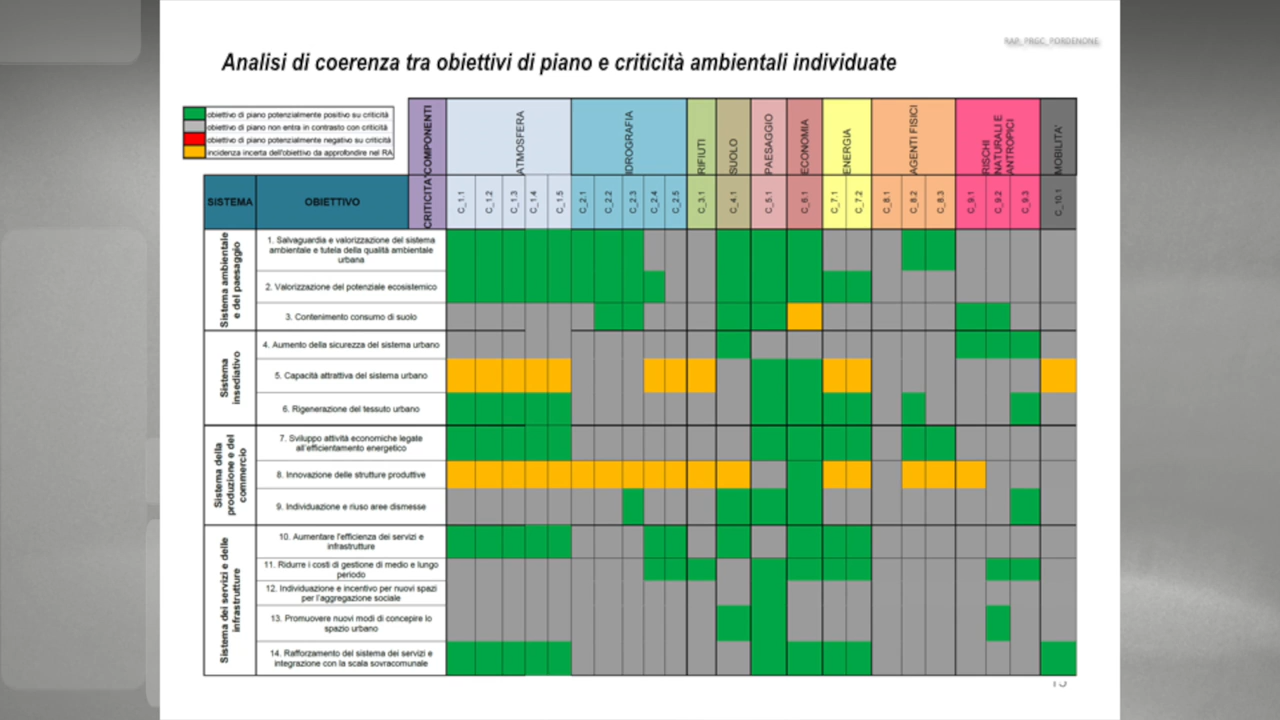 RAP_PRGC_PORDENONE
Analisi di coerenza tra obiettivi di piano e criticità ambientali individuate
obiettivo di piano potenzialmente positivo su criticità
obiettivo di piano non entra in contrasto con criticità
obiettivo di piano potenzialmente negativo su criticità
incidenza incerta dell'obiettivo da approfondire nel RA
COMPONENTI
ATMOSFERA
IDROGRAFIA
RIFIUTI
SUOLO
PAESAGGIO
ECONOMIA
ENERGIA
AGENTI FISICI
RISCHI
NATURALI E
ANTROPICI
MOBILITA'
SISTEMA
OBIETTIVO
CRITICITA'
C_1.1
C_1.2
C_1.3
C_1.4
C_1.5
C_2.1
C_2.2
C_2.3
C_2.4
C_2.5
C_3.1
C_4.1
C_5.1
C_6.1
C_7.1
C_7.2
C_8.1
C_8.2
C_8.3
C_9.1
C_9.2
C_9.3
C_10.1
Sistema ambientale
e del paesaggio
1. Salvaguardia e valorizzazione del sistema
ambientale e tutela della qualità ambientale
urbana
2. Valorizzazione del potenziale ecosistemico
3. Contenimento consumo di suolo
Sistema
insediativo
4. Aumento della sicurezza del sistema urbano
5. Capacità attrattiva del sistema urbano
6. Rigenerazione del tessuto urbano
Sistema della
produzione e del
commercio
7. Sviluppo attività economiche legate
all'efficientamento energetico
8. Innovazione delle strutture produttive
9. Individuazione e riuso aree dismesse
Sistema dei servizi e delle
infrastrutture
10. Aumentare l'efficienza dei servizi e
infrastrutture
11. Ridurre i costi di gestione di medio e lungo
periodo
12. Individuazione e incentivo per nuovi spazi
per l'aggregazione sociale
13. Promuovere nuovi modi di concepire lo
spazio urbano
14. Rafforzamento del sistema dei servizi e
integrazione con la scala sovracomunale